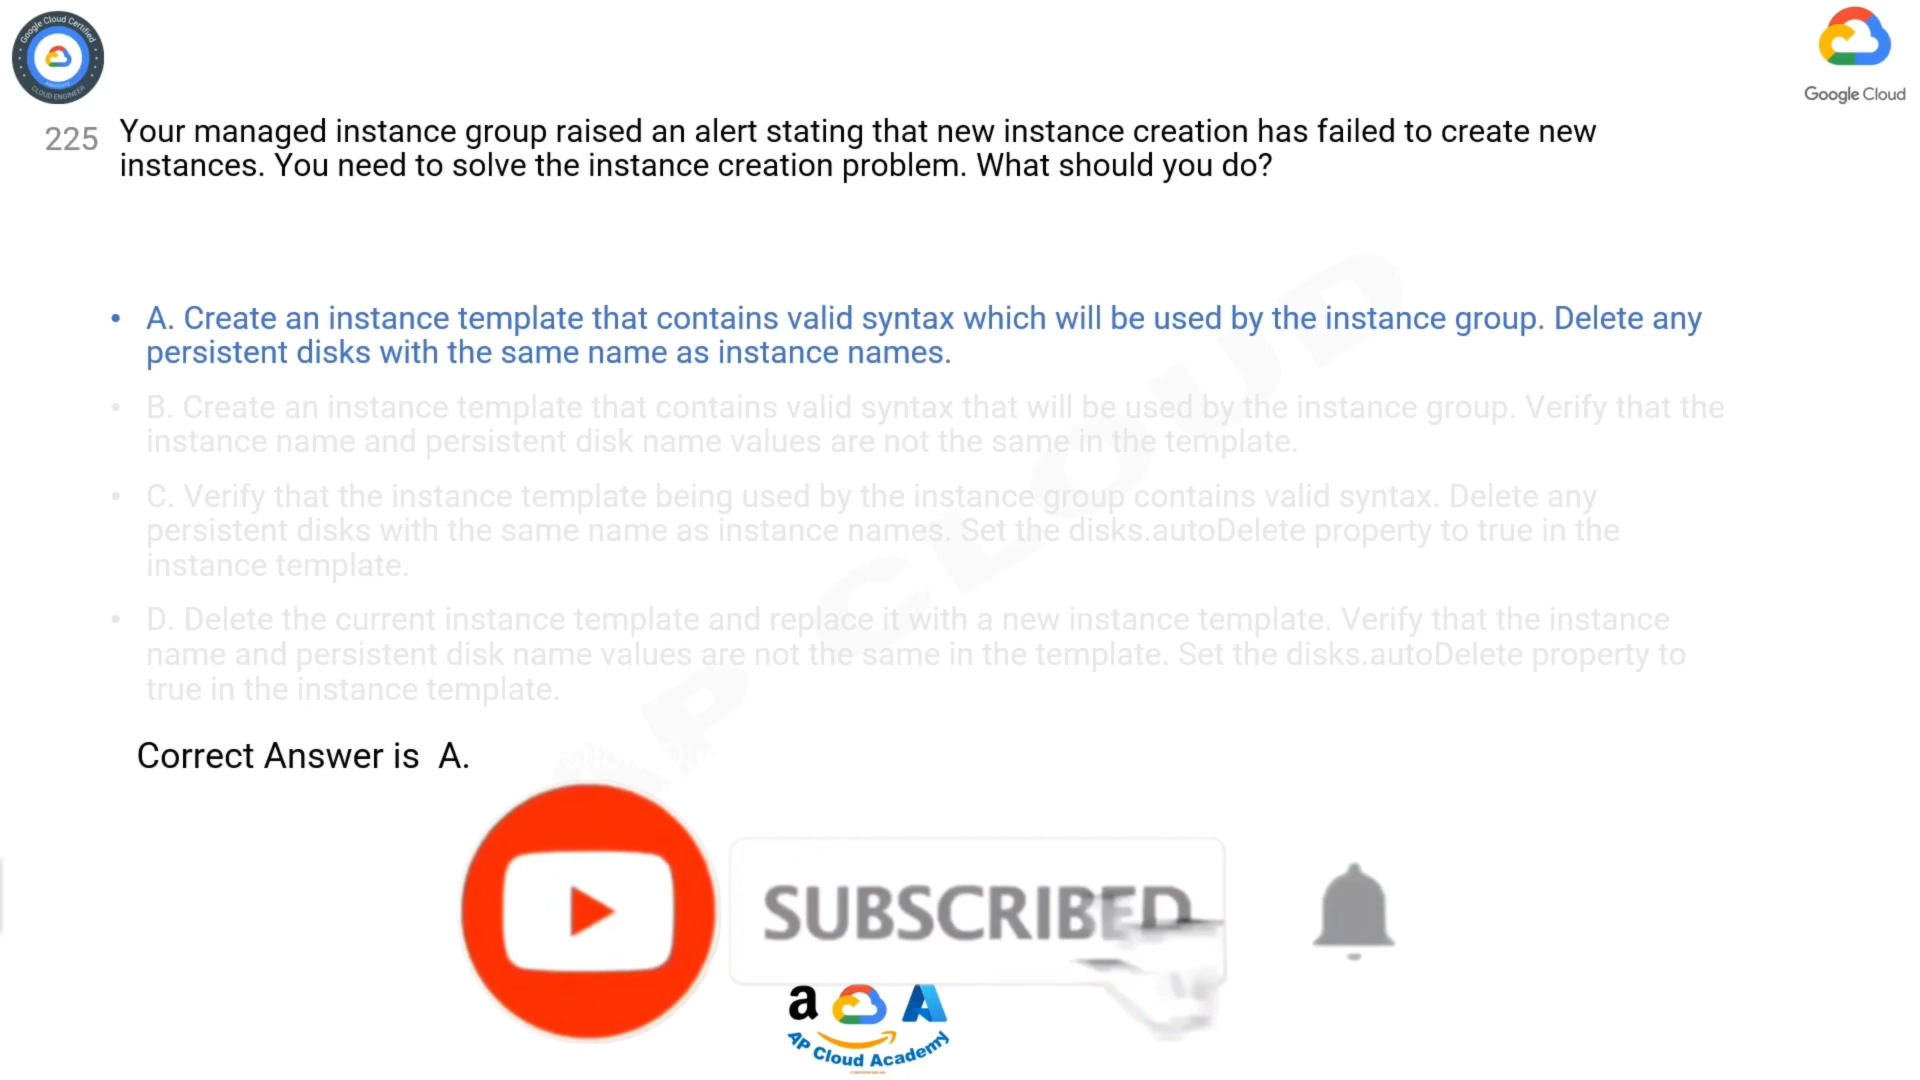 Google Cloud Certified
ASSOCIATE
CLOUD ENGINEER
Google Cloud
225
Your managed instance group raised an alert stating that new instance creation has failed to create new
instances. You need to solve the instance creation problem. What should you do?
• A. Create an instance template that contains valid syntax which will be used by the instance group. Delete any
persistent disks with the same name as instance names.
• B. Create an instance template that contains valid syntax that will be used by the instance group. Verify that the
instance name and persistent disk name values are not the same in the template.
• C. Verify that the instance template being used by the instance group contains valid syntax. Delete any
persistent disks with the same name as instance names. Set the disks.autoDelete property to true in the
instance template.
• D. Delete the current instance template and replace it with a new instance template. Verify that the instance
name and persistent disk name values are not the same in the template. Set the disks.autoDelete property to
true in the instance template.
AP CLOUD
Correct Answer is A.
SUBSCRIBED
a
AP Cloud Academy